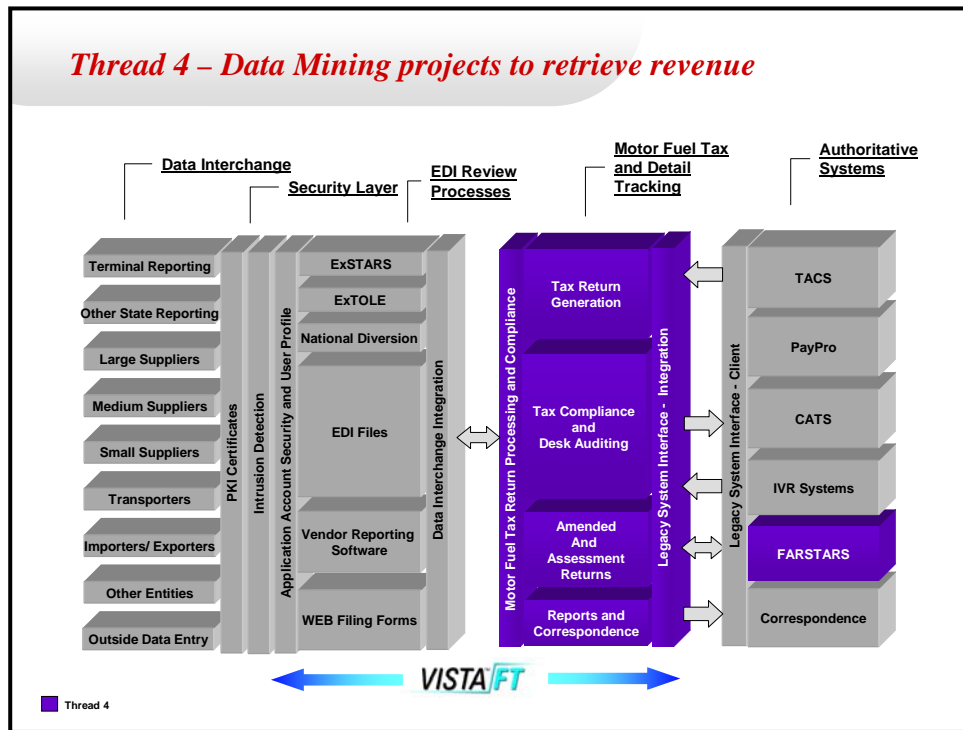 Thread 4 – Data Mining projects to retrieve revenue
Data Interchange
Security Layer
EDI Review
Processes
Motor Fuel Tax
and Detail
Tracking
Authoritative
Systems
Terminal Reporting
Other State Reporting
Large Suppliers
Medium Suppliers
Small Suppliers
Transporters
Importers/ Exporters
Other Entities
Outside Data Entry
PKI Certificates
Intrusion Detection
Application Account Security and User Profile
ExSTARS
ExTOLE
National Diversion
EDI Files
Vendor Reporting
Software
WEB Filing Forms
Data Interchange Integration
Motor Fuel Tax Return Processing and Compliance
Tax Return
Generation
Tax Compliance
and
Desk Auditing
Amended
And
Assessment
Returns
Reports and
Correspondence
Legacy System Interface - Integration
Legacy System Interface - Client
TACS
PayPro
CATS
IVR Systems
FARSTARS
Correspondence
VISTA FT
Thread 4